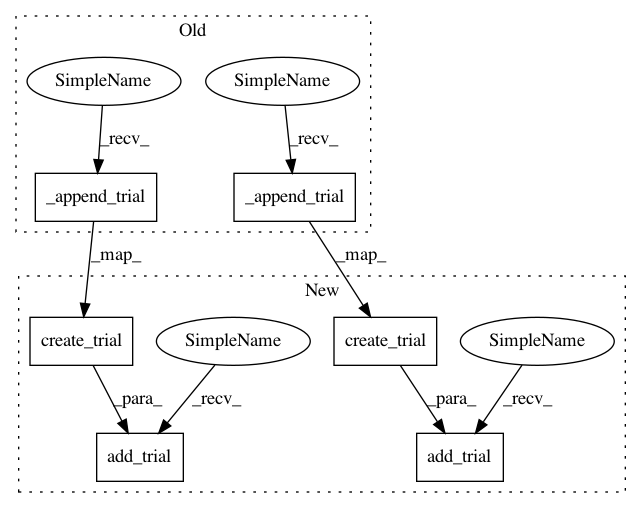 Old
SimpleName
SimpleName
_recv_
_recv_
_append_trial
_append_trial
_map_
_map_
New
create_trial
SimpleName
create_trial
SimpleName
_para_
_recv_
_para_
_recv_
add_trial
add_trial